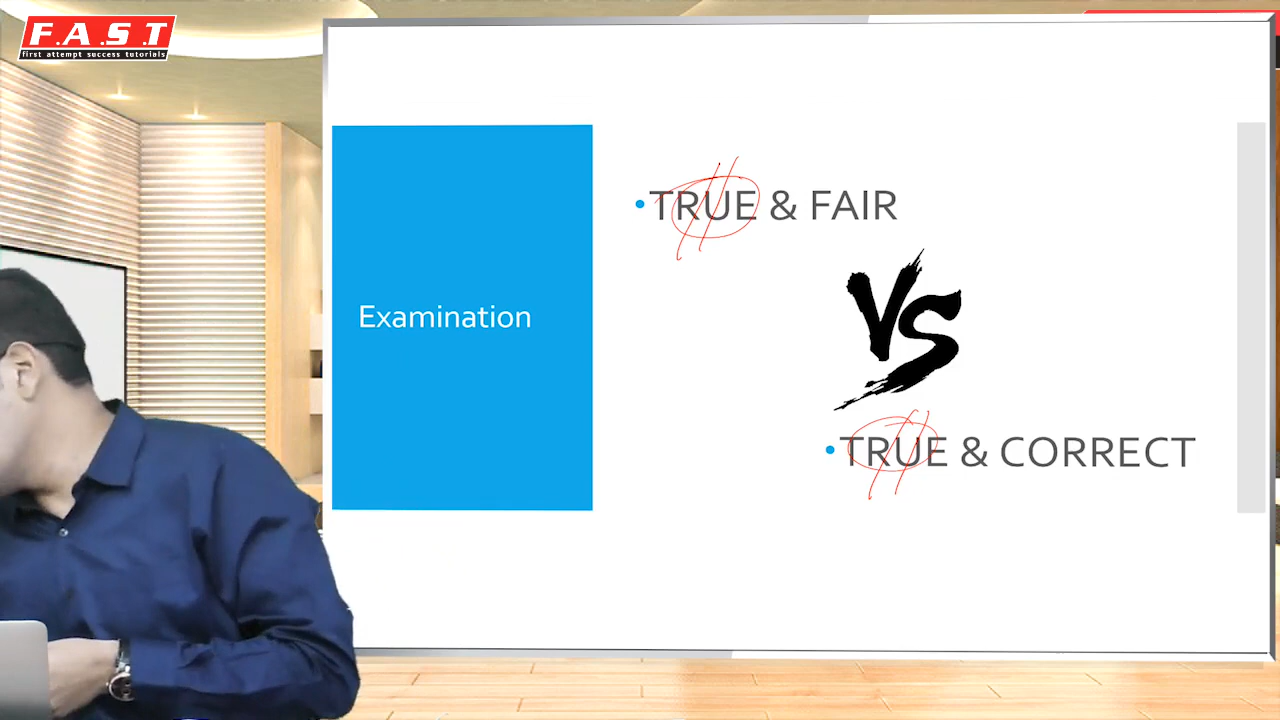 F.A.S.T
first attempt success tutorials
Examination
•TRUE & FAIR
VS
•TRUE & CORRECT